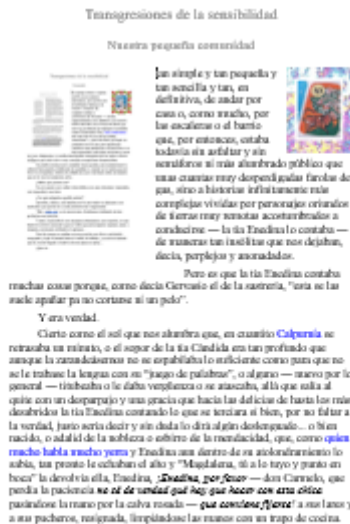 Transgresiones de la sensibilidad
Nuestra pequeña comunidad
tan simple y tan pequeña y
tan sencilla y tan, en
definitiva, de andar por
casa o, como mucho, por
las escaleras o el barrio
que, por entonces, estaba
todavía sin asfaltar y sin
semáforos ni más alumbrado público que
unas cuantas muy desperdigadas farolas de
gas, sino a historias infinitamente más
complejas vividas por personajes oriundos
de tierras muy remotas acostumbrados a
conducirse — la tía Enedina lo contaba —
de maneras tan insólitas que nos dejaban,
decía, perplejos y anonadados.
Pero es que la tía Enedina contaba
muchas cosas porque, como decía Gervasio el de la sastrería, "esta se las
suele apañar pa no cortarse ni un pelo".
Y era verdad.
Cierto como el sol que nos alumbra que, en cuantito Calpurnia se
retrasaba un minuto, o el sopor de la tía Cándida era tan profundo que
aunque la zarandeásemos no se espabilaba lo suficiente como para que no
se le trabase la lengua con su "juego de palabras", o alguno — nuevo por lo
general — titubeaba o le daba vergüenza o se atascaba, allá que salía al
quite con un desparpajo y una gracia que hacía las delicias de hasta los más
desabridos la tía Enedina contando lo que se terciara si bien, por no faltar a
la verdad, justo sería decir y sin duda lo dirá algún deslenguado... o bien
nacido, o adalid de la nobleza o esbirro de la mendacidad, que, como quien
mucho habla mucho yerra y Enedina aun dentro de su atolondramiento lo
sabía, tan pronto le echaban el alto y "Magdalena, tú a lo tuyo y punto en
boca" la devolvía ella, Enedina, ¡Enedina, por favor — don Carmelo, que
perdía la paciencia no sé de verdad qué hay que hacer con esta chica
pasándose la mano por la calva rosada — que conviene fijarse! a sus lares y
a sus pucheros, resignada, limpiándose las manos con un trapo de cocina